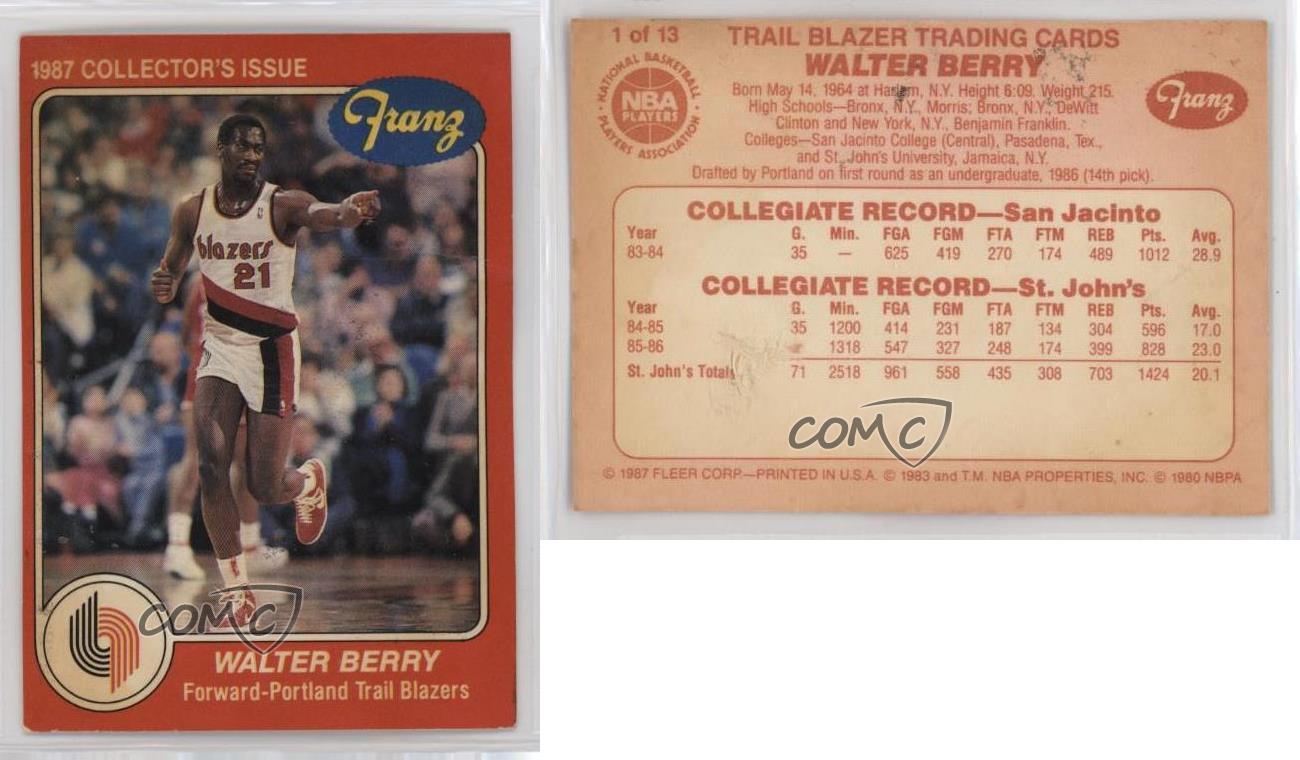 1987 COLLECTOR'S ISSUE
Franz
blazers
21
COMC
WALTER BERRY
Forward-Portland Trail Blazers
1 of 13
TRAIL BLAZER TRADING CARDS
WALTER BERRY
NATIONAL BASKETBALL
NBA
PLAYERS
PLAYERS ASSOCIATION
Franz
Born May 14, 1964 at Harlem, N.Y. Height 6:09. Weight 215.
High Schools—Bronx, N.Y., Morris; Bronx, N.Y., DeWitt
Clinton and New York, N.Y., Benjamin Franklin.
Colleges—San Jacinto College (Central), Pasadena, Tex.,
and St. John's University, Jamaica, N.Y.
Drafted by Portland on first round as an undergraduate, 1986 (14th pick).
COLLEGIATE RECORD—San Jacinto
Year G. Min. FGA FGM FTA FTM REB Pts. Avg.
83-84 35 — 625 419 270 174 489 1012 28.9
COLLEGIATE RECORD—St. John's
Year G. Min. FGA FGM FTA FTM REB Pts. Avg.
84-85 35 1200 414 231 187 134 304 596 17.0
85-86 1318 547 327 248 174 399 828 23.0
St. John's Totals 71 2518 961 558 435 308 703 1424 20.1
COMC
© 1987 FLEER CORP.—PRINTED IN U.S.A. © 1983 and T.M. NBA PROPERTIES, INC. © 1980 NBPA